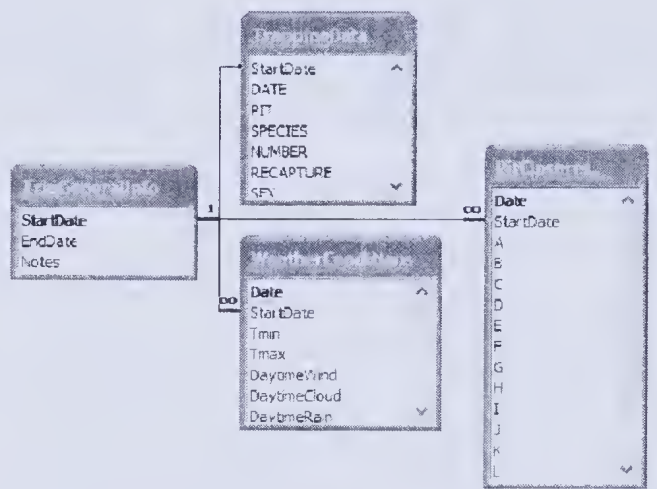 StartDate
EndDate
Notes
1
StartDate
DATE
PIT
SPECIES
NUMBER
RECAPTURE
SEX
∞
Date
StartDate
Tmin
Tmax
DaytimeWind
DaytimeCloud
DaytimeRain
∞
Date
StartDate
A
B
C
D
E
F
G
H
I
J
K
L